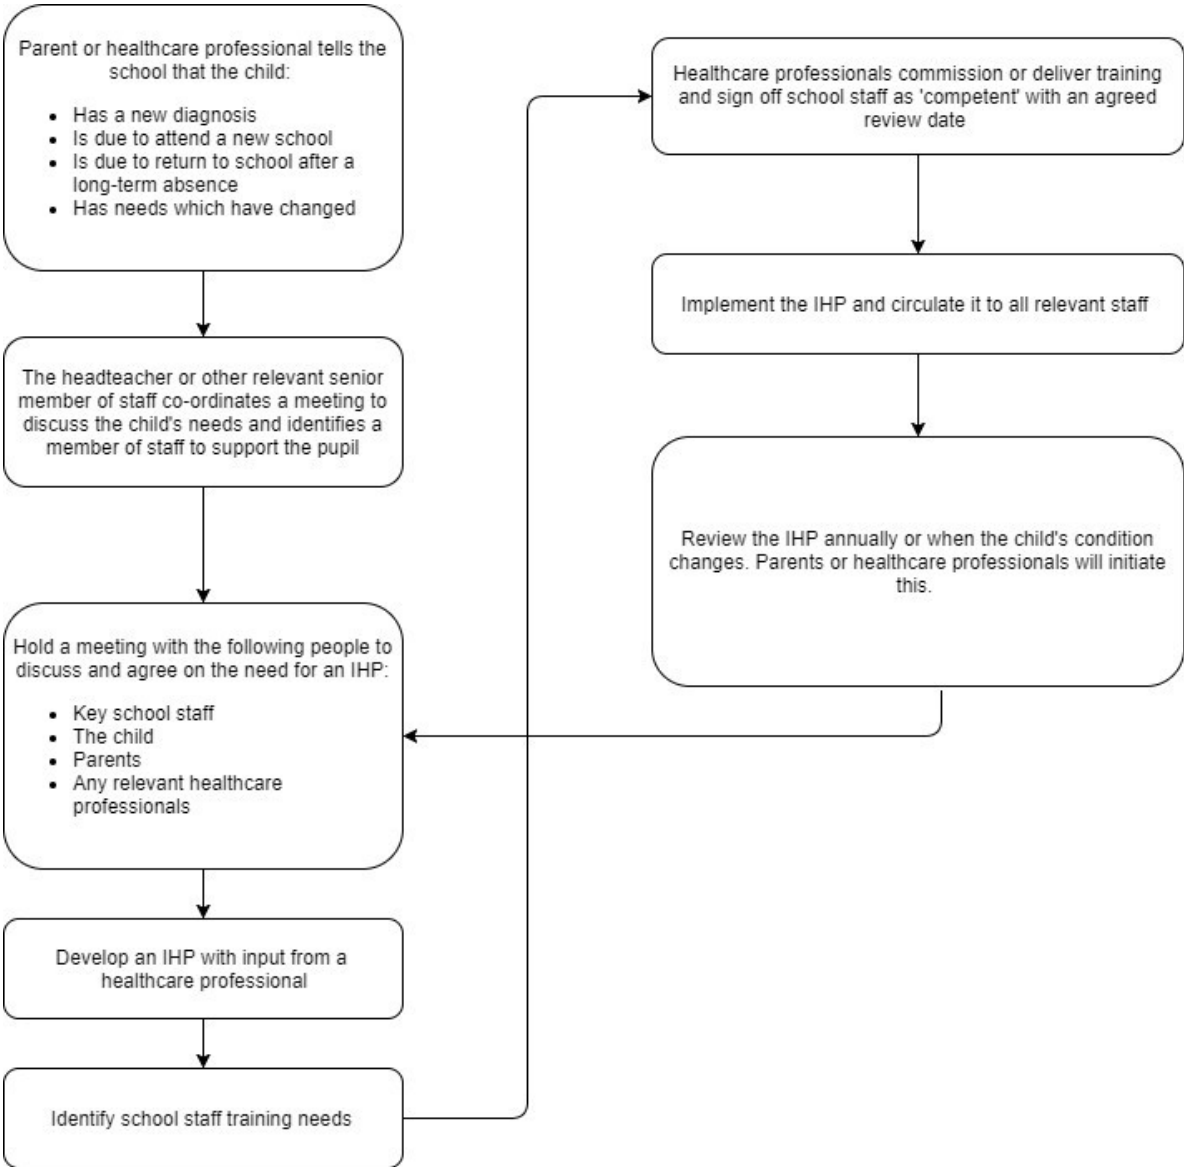 Parent or healthcare professional tells the
school that the child:
• Has a new diagnosis
• Is due to attend a new school
• Is due to return to school after a
long-term absence
• Has needs which have changed
The headteacher or other relevant senior
member of staff co-ordinates a meeting to
discuss the child's needs and identifies a
member of staff to support the pupil
Hold a meeting with the following people to
discuss and agree on the need for an IHP:
• Key school staff
• The child
• Parents
• Any relevant healthcare
professionals
Develop an IHP with input from a
healthcare professional
Identify school staff training needs
Healthcare professionals commission or deliver training
and sign off school staff as 'competent' with an agreed
review date
Implement the IHP and circulate it to all relevant staff
Review the IHP annually or when the child's condition
changes. Parents or healthcare professionals will initiate
this.